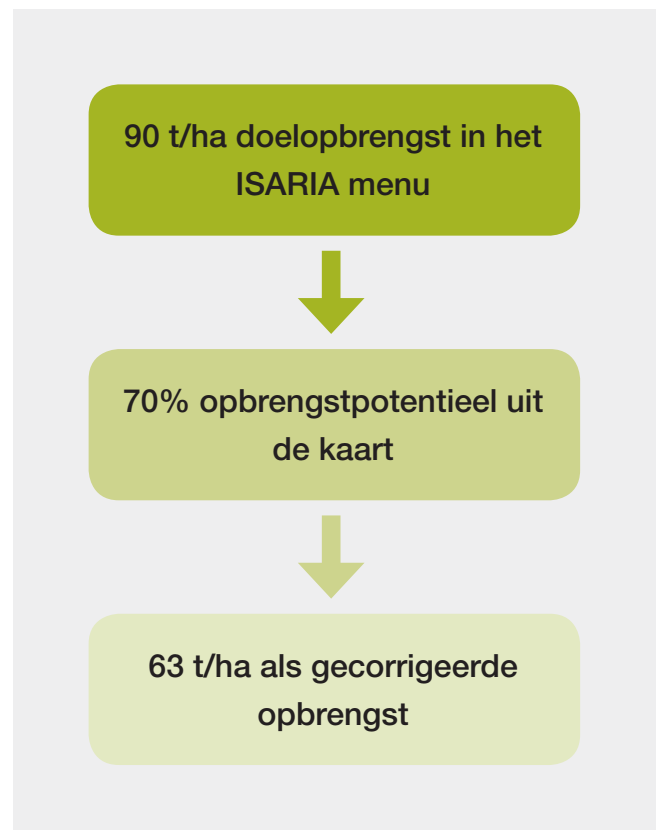 90 t/ha doelopbrengst in het
ISARIA menu
70% opbrengstpotentieel uit
de kaart
63 t/ha als gecorrigeerde
opbrengst